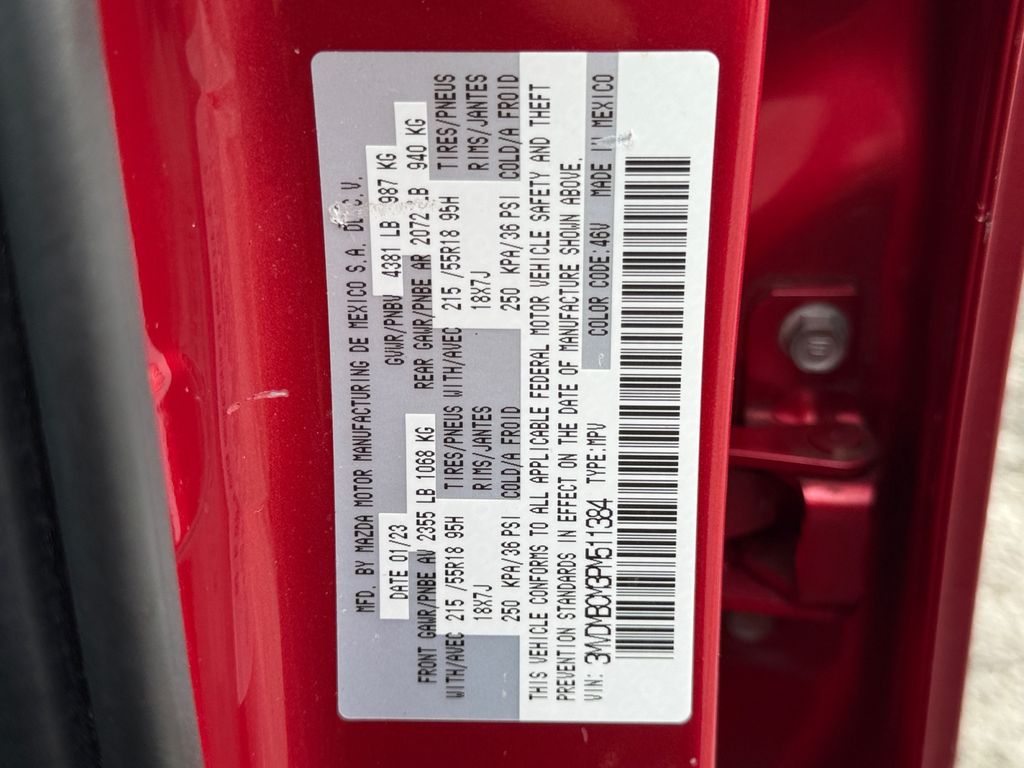 MFD. BY MAZDA MOTOR MANUFACTURING DE MEXICO S.A. DE C.V.
DATE 01/23 GVWR/PNBV 4381 LB 987 KG
FRONT GAWR/PNBE AV 2355 LB 1068 KG REAR GAWR/PNBE AR 2072 LB 940 KG
WITH/AVEC 215 /55R18 95H TIRES/PNEUS WITH/AVEC 215 /55R18 95H TIRES/PNEUS
18X7J RIMS/JANTES 18X7J RIMS/JANTES
250 KPA/36 PSI COLD/A FROID 250 KPA/36 PSI COLD/A FROID
THIS VEHICLE CONFORMS TO ALL APPLICABLE FEDERAL MOTOR VEHICLE SAFETY AND THEFT
PREVENTION STANDARDS IN EFFECT ON THE DATE OF MANUFACTURE SHOWN ABOVE.
VIN: 3MVDMBCM3PM511384 TYPE:MPV COLOR CODE:46V MADE IN MEXICO